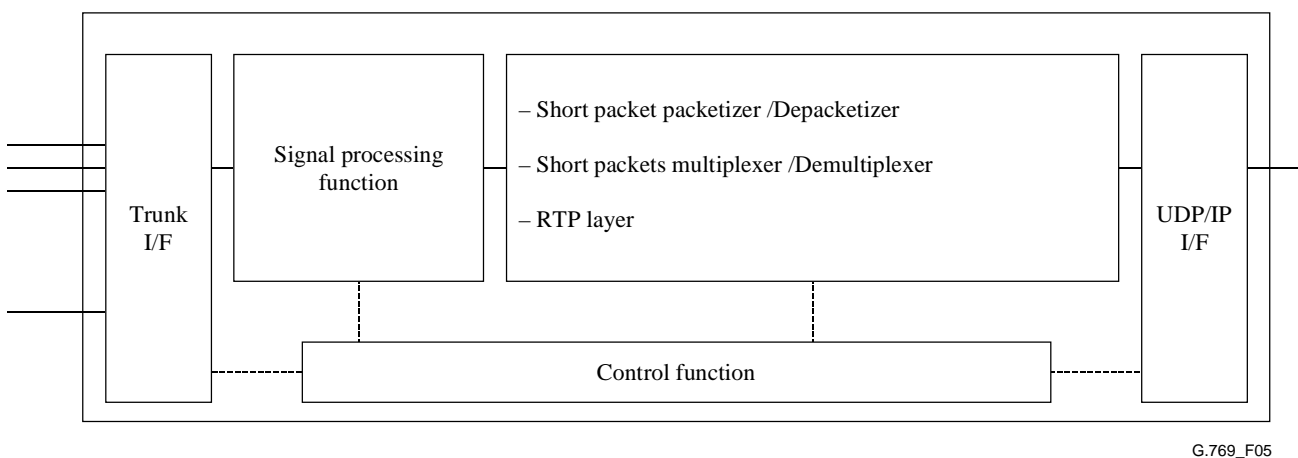 Trunk
I/F
Signal processing
function
– Short packet packetizer /Depacketizer
– Short packets multiplexer /Demultiplexer
– RTP layer
UDP/IP
I/F
Control function
G.769_F05